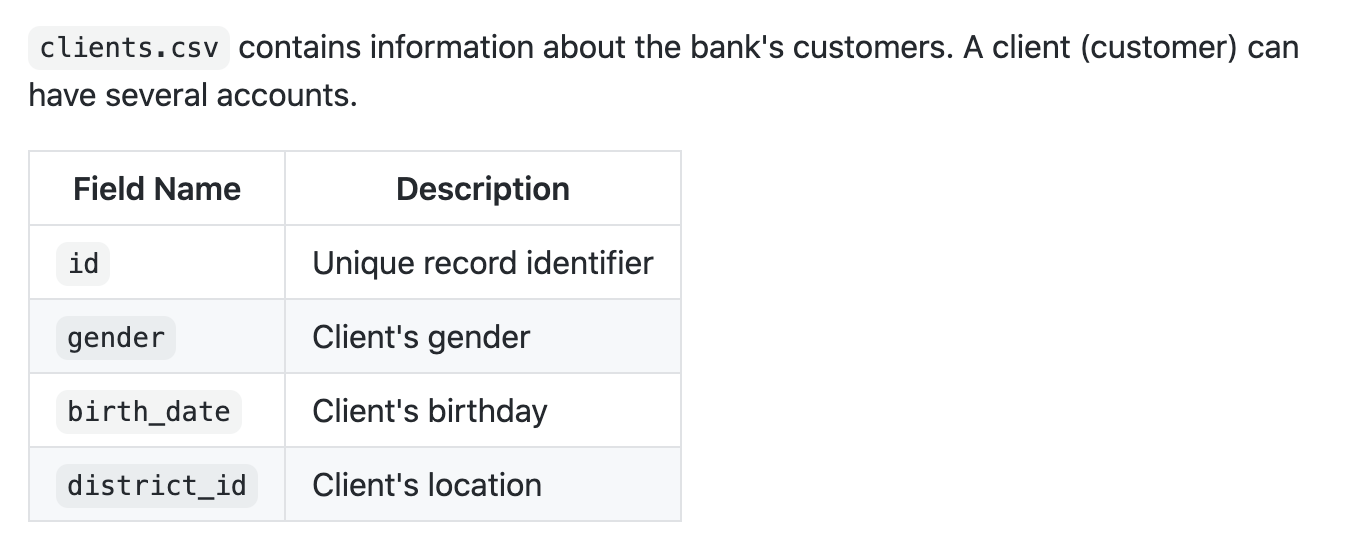 clients.csv contains information about the bank's customers. A client (customer) can
have several accounts.
Field Name Description
id Unique record identifier
gender Client's gender
birth_date Client's birthday
district_id Client's location